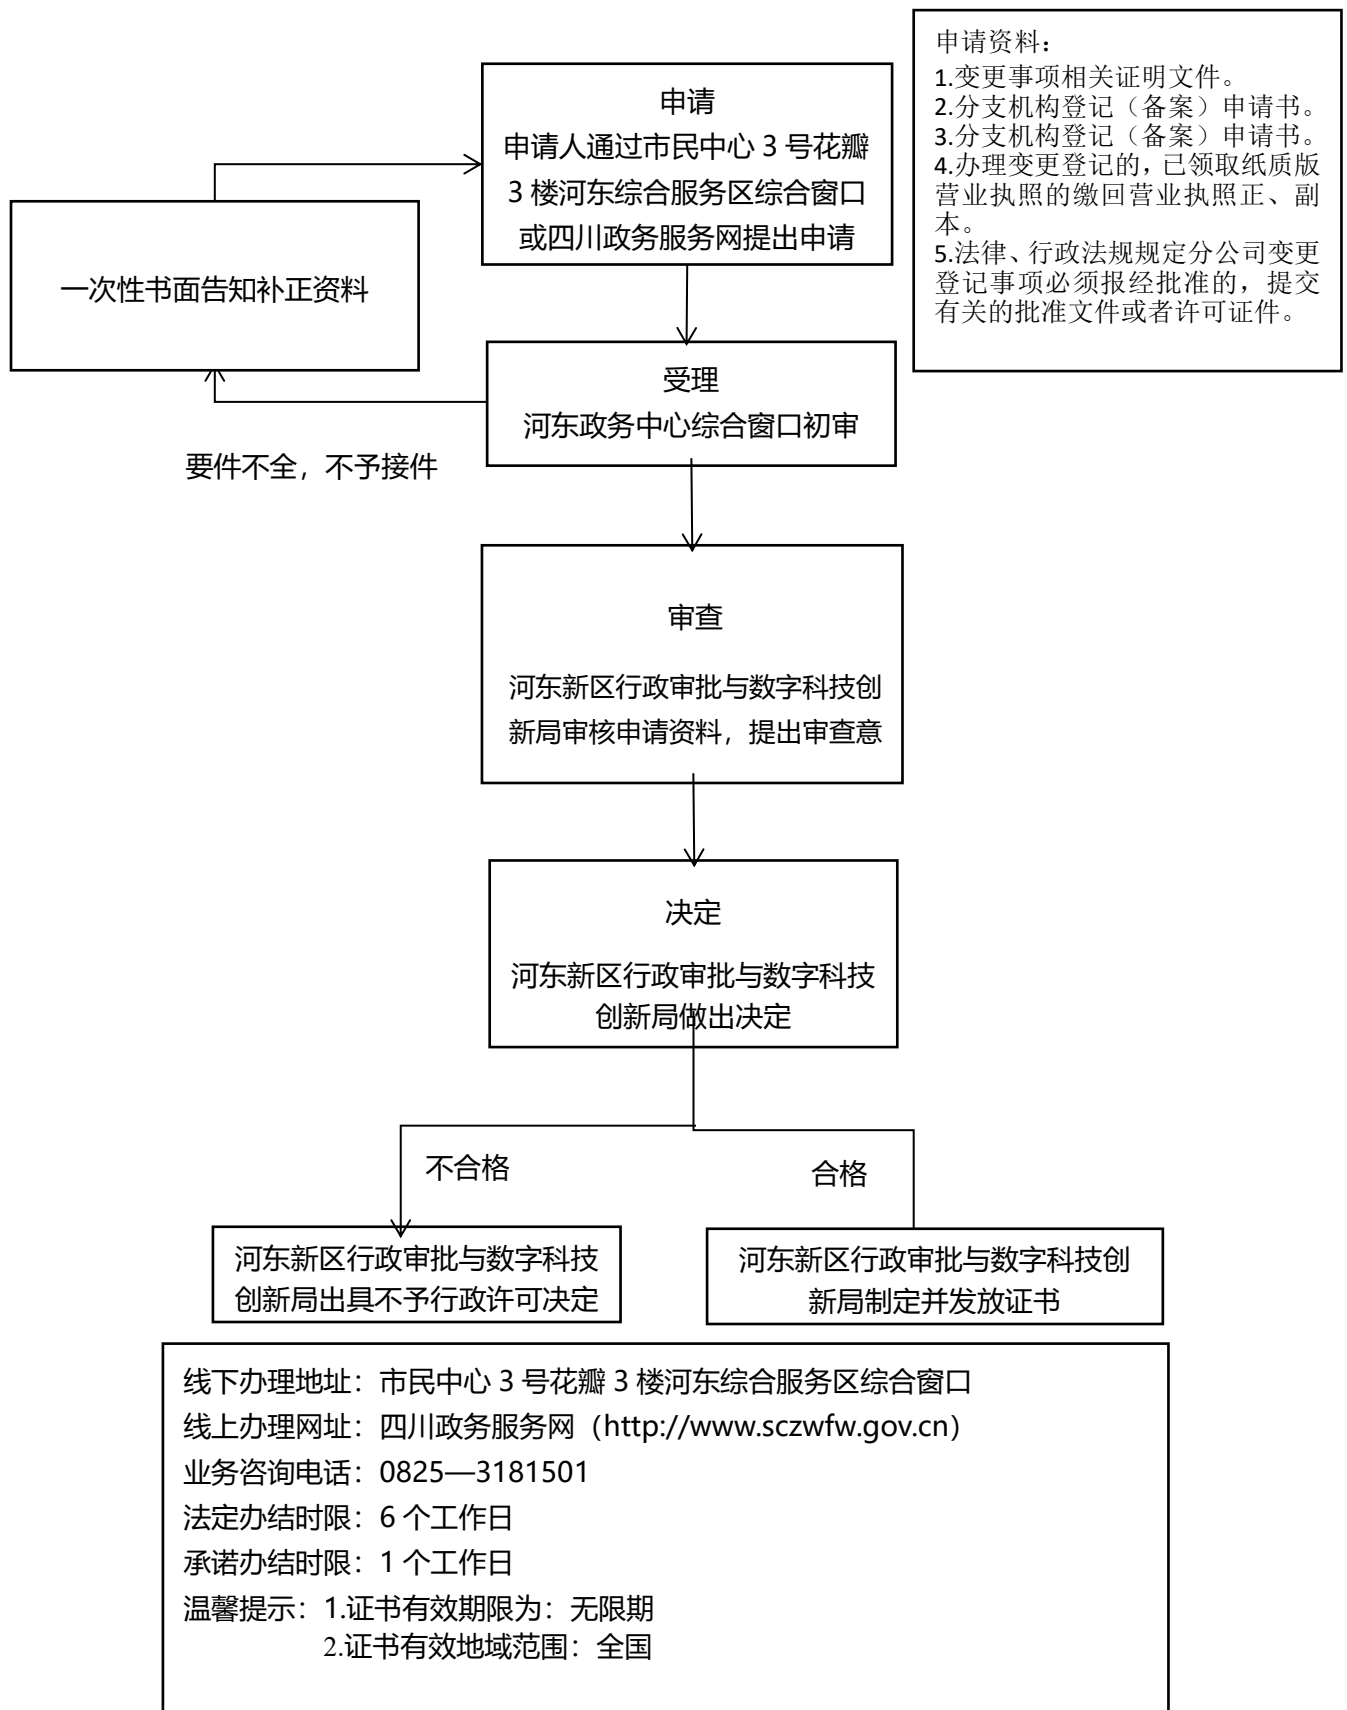 申请资料：
1.变更事项相关证明文件。
2.分支机构登记（备案）申请书。
3.分支机构登记（备案）申请书。
4.办理变更登记的，已领取纸质版
营业执照的缴回营业执照正、副
本。
5.法律、行政法规规定分公司变更
登记事项必须报经批准的，提交
有关的批准文件或者许可证件。
申请
申请人通过市民中心 3 号花瓣
3 楼河东综合服务区综合窗口
或四川政务服务网提出申请
一次性书面告知补正资料
受理
河东政务中心综合窗口初审
要件不全，不予接件
审查
河东新区行政审批与数字科技创
新局审核申请资料，提出审查意
决定
河东新区行政审批与数字科技
创新局做出决定
不合格
合格
河东新区行政审批与数字科技
创新局出具不予行政许可决定
河东新区行政审批与数字科技创
新局制定并发放证书
线下办理地址：市民中心 3 号花瓣 3 楼河东综合服务区综合窗口
线上办理网址：四川政务服务网（http://www.sczwfw.gov.cn）
业务咨询电话：0825—3181501
法定办结时限：6 个工作日
承诺办结时限：1 个工作日
温馨提示：1.证书有效期限为：无限期
2.证书有效地域范围：全国